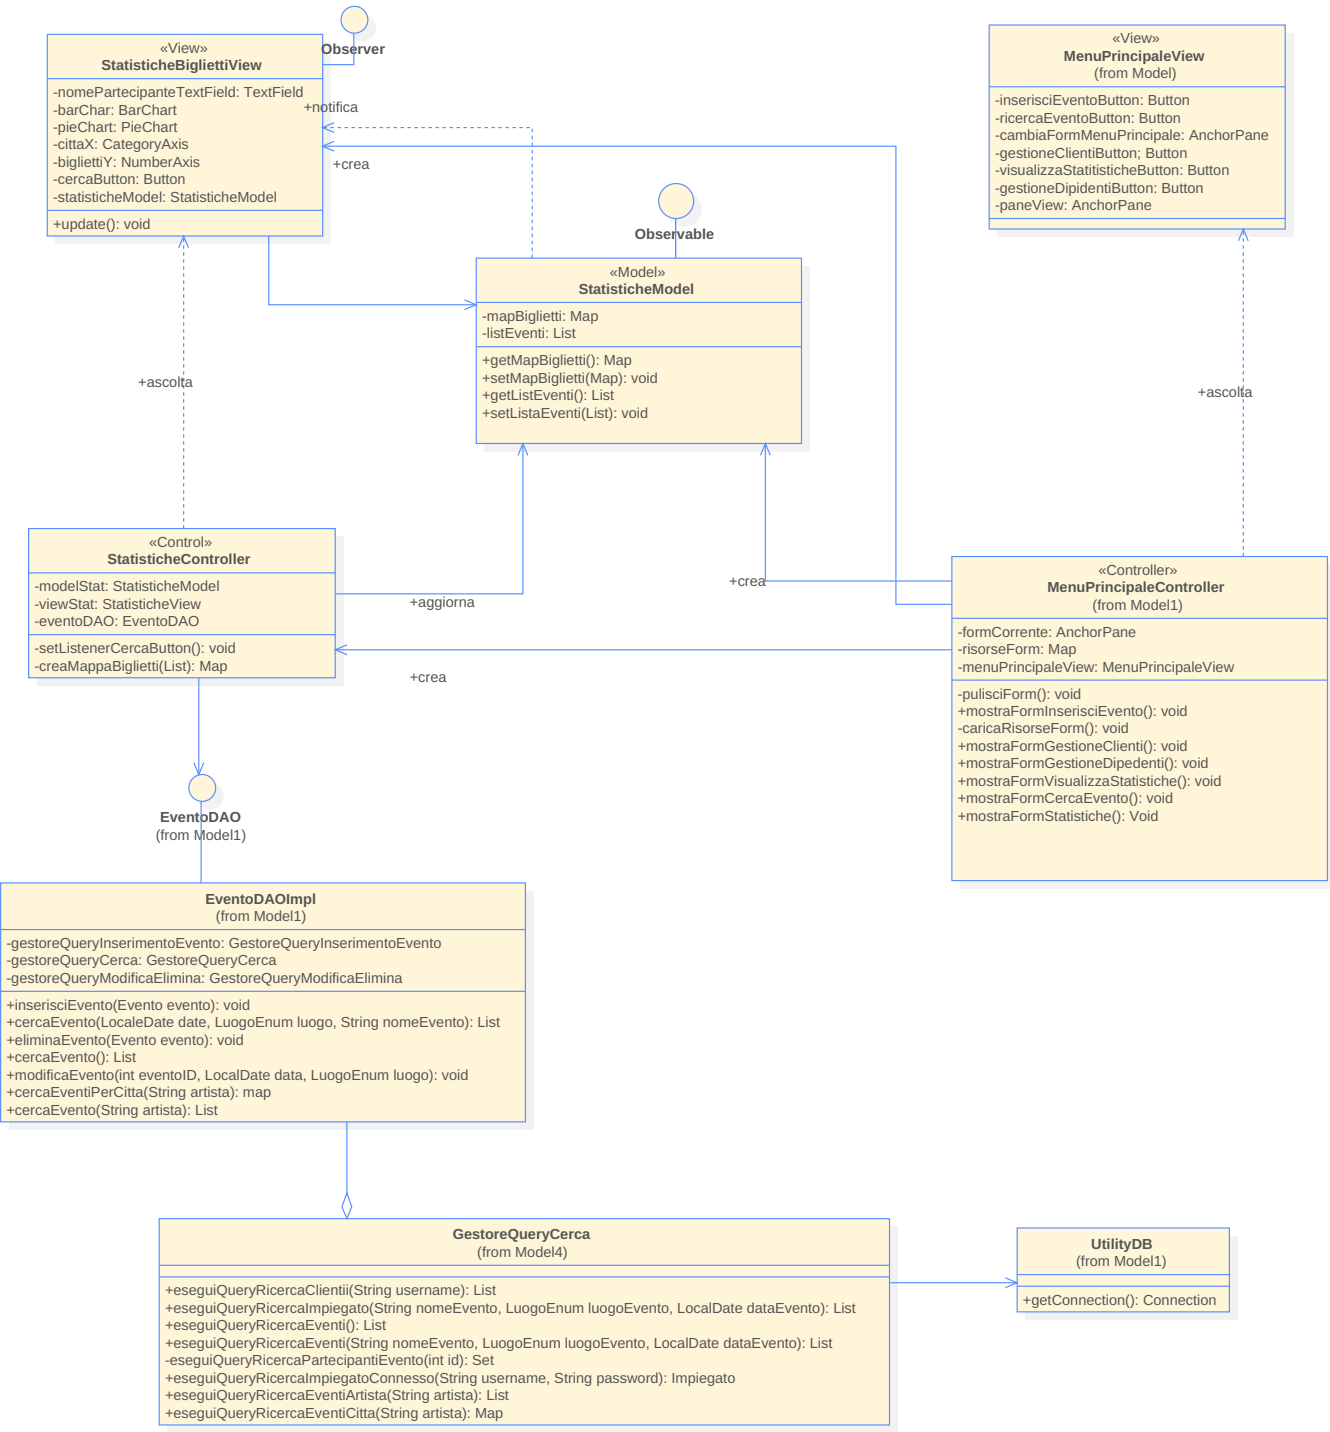 «View»
StatisticheBigliettiView
-nomePartecipanteTextField: TextField
-barChar: BarChart
-pieChart: PieChart
-cittaX: CategoryAxis
-bigliettiY: NumberAxis
-cercaButton: Button
-statisticheModel: StatisticheModel
+update(): void
Observer
+notifica
+crea
«View»
MenuPrincipaleView
(from Model)
-inserisciEventoButton: Button
-ricercaEventoButton: Button
-cambiaFormMenuPrincipale: AnchorPane
-gestioneClientiButton; Button
-visualizzaStatitisticheButton: Button
-gestioneDipidentiButton: Button
-paneView: AnchorPane
Observable
«Model»
StatisticheModel
-mapBiglietti: Map
-listEventi: List
+getMapBiglietti(): Map
+setMapBiglietti(Map): void
+getListEventi(): List
+setListaEventi(List): void
+ascolta
+ascolta
«Control»
StatisticheController
-modelStat: StatisticheModel
-viewStat: StatisticheView
-eventoDAO: EventoDAO
-setListenerCercaButton(): void
-creaMappaBiglietti(List): Map
+aggiorna
+crea
+crea
«Controller»
MenuPrincipaleController
(from Model1)
-formCorrente: AnchorPane
-risorseForm: Map
-menuPrincipaleView: MenuPrincipaleView
-pulisciForm(): void
+mostraFormInserisciEvento(): void
-caricaRisorseForm(): void
+mostraFormGestioneClienti(): void
+mostraFormGestioneDipedenti(): void
+mostraFormVisualizzaStatistiche(): void
+mostraFormCercaEvento(): void
+mostraFormStatistiche(): Void
EventoDAO
(from Model1)
EventoDAOImpl
(from Model1)
-gestoreQueryInserimentoEvento: GestoreQueryInserimentoEvento
-gestoreQueryCerca: GestoreQueryCerca
-gestoreQueryModificaElimina: GestoreQueryModificaElimina
+inserisciEvento(Evento evento): void
+cercaEvento(LocaleDate date, LuogoEnum luogo, String nomeEvento): List
+eliminaEvento(Evento evento): void
+cercaEvento(): List
+modificaEvento(int eventoID, LocalDate data, LuogoEnum luogo): void
+cercaEventiPerCitta(String artista): map
+cercaEvento(String artista): List
GestoreQueryCerca
(from Model4)
+eseguiQueryRicercaClientii(String username): List
+eseguiQueryRicercaImpiegato(String nomeEvento, LuogoEnum luogoEvento, LocalDate dataEvento): List
+eseguiQueryRicercaEventi(): List
+eseguiQueryRicercaEventi(String nomeEvento, LuogoEnum luogoEvento, LocalDate dataEvento): List
-eseguiQueryRicercaPartecipantiEvento(int id): Set
+eseguiQueryRicercaImpiegatoConnesso(String username, String password): Impiegato
+eseguiQueryRicercaEventiArtista(String artista): List
+eseguiQueryRicercaEventiCitta(String artista): Map
UtilityDB
(from Model1)
+getConnection(): Connection